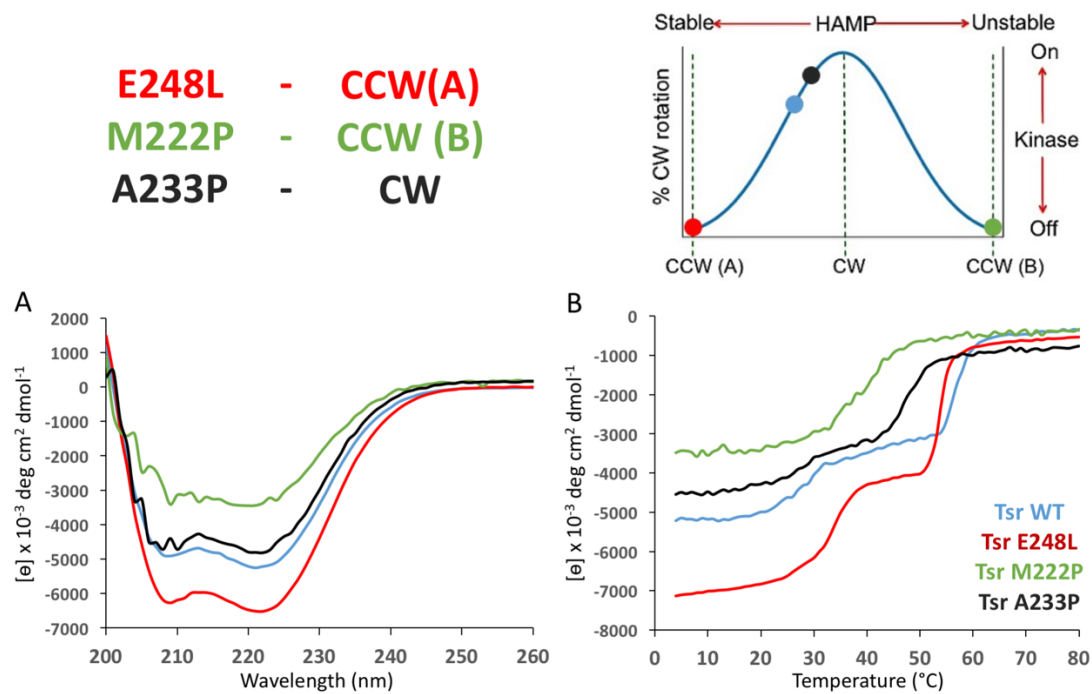 E248L - CCW(A)
M222P - CCW (B)
A233P - CW
Stable HAMP Unstable
% CW rotation
On
Kinase
Off
CCW (A) CW CCW (B)
A
[ɵ] x 10⁻³ deg cm² dmol⁻¹
2000
1000
0
-1000
-2000
-3000
-4000
-5000
-6000
-7000
200 210 220 230 240 250 260
Wavelength (nm)
B
[ɵ] x 10⁻³ deg cm² dmol⁻¹
0
-1000
-2000
-3000
-4000
-5000
-6000
-7000
-8000
Tsr WT
Tsr E248L
Tsr M222P
Tsr A233P
0 10 20 30 40 50 60 70 80
Temperature (°C)